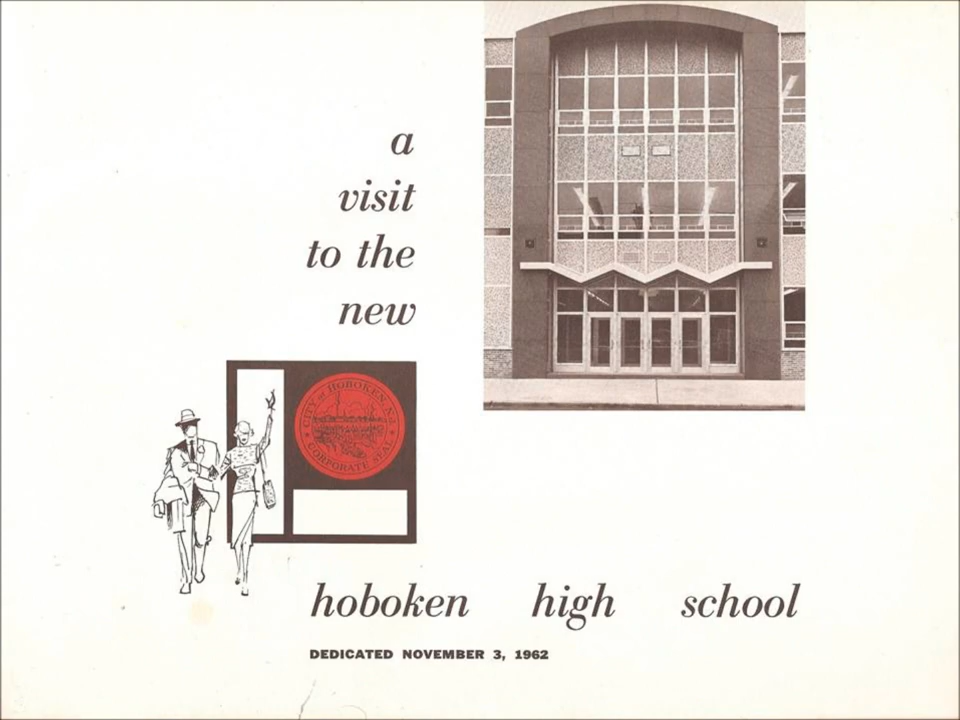 a
visit
to the
new
CITY OF HOBOKEN, N.J.
CORPORATE SEAL
hoboken high school
DEDICATED NOVEMBER 3, 1962